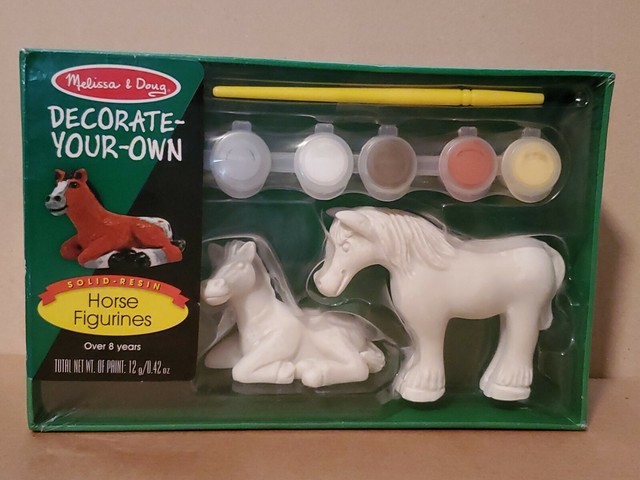 Melissa & Doug
DECORATE-
YOUR-OWN
SOLID-RESIN
Horse
Figurines
Over 8 years
TOTAL NET WT. OF PAINT: 12 g/0.42 oz